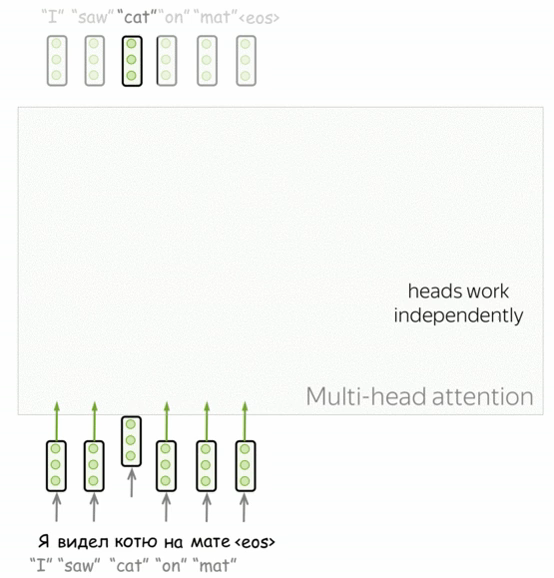 “I” “saw” “cat” “on” “mat” <eos>
heads work
independently
Multi-head attention
Я видел котю на мате <eos>
“I” “saw” “cat” “on” “mat”